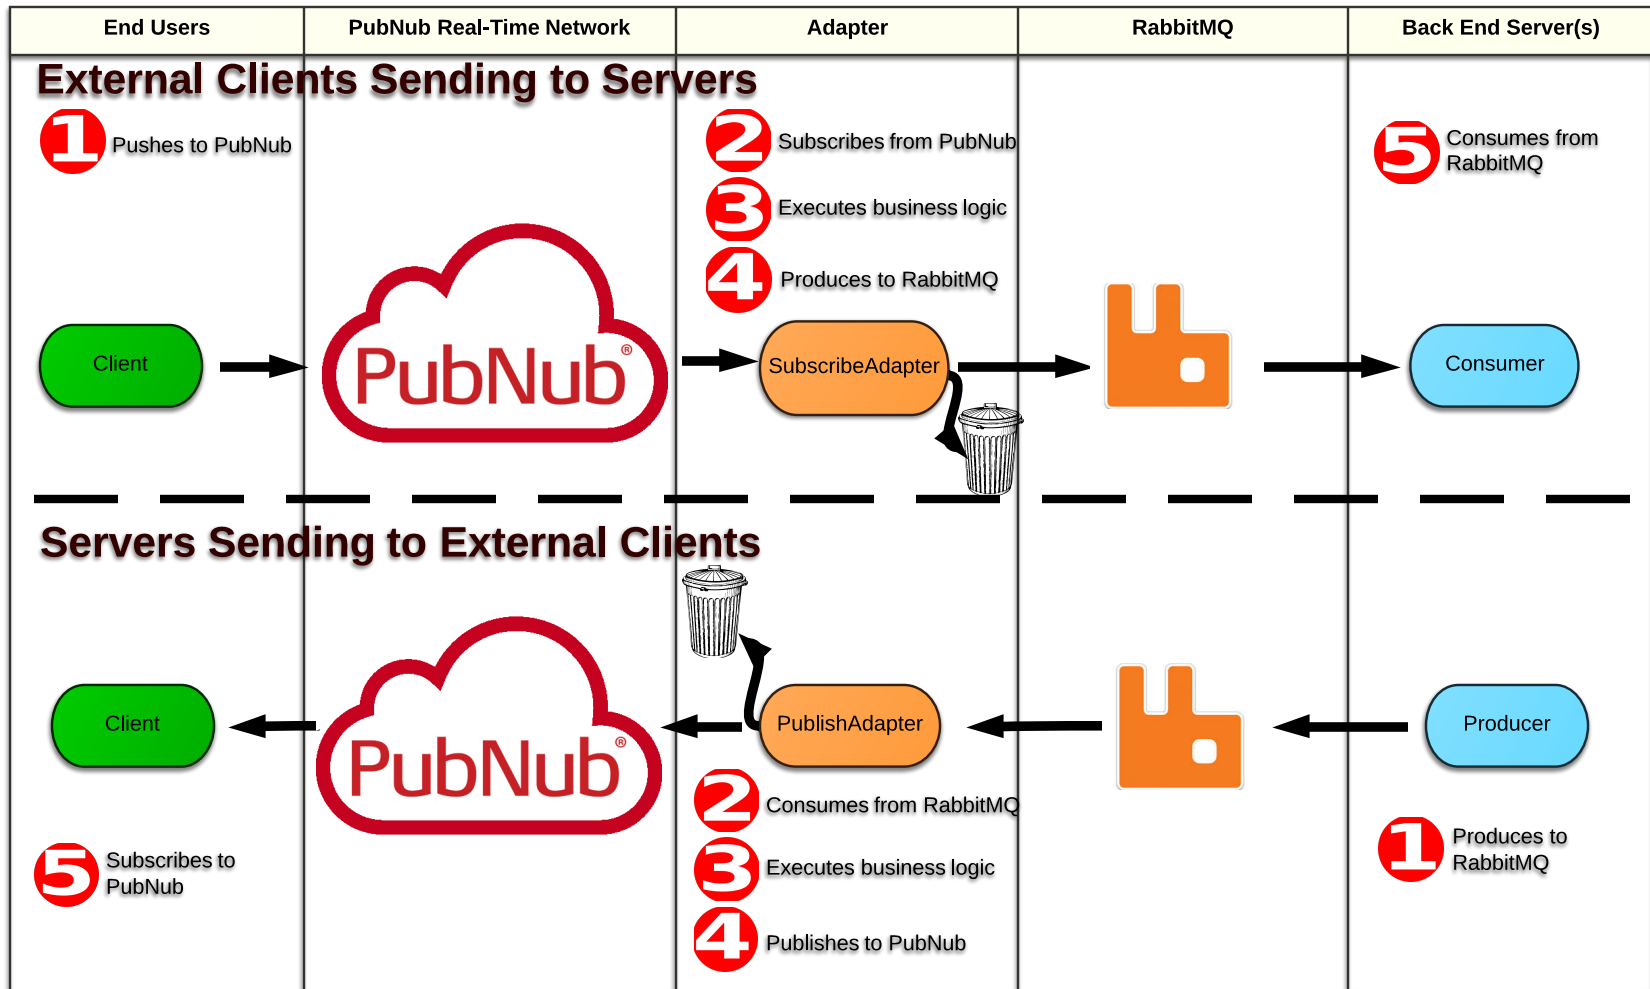 End Users
PubNub Real-Time Network
Adapter
RabbitMQ
Back End Server(s)
External Clients Sending to Servers
1
Pushes to PubNub
2
Subscribes from PubNub
3
Executes business logic
4
Produces to RabbitMQ
5
Consumes from
RabbitMQ
Client
PubNub®
SubscribeAdapter
Consumer
Servers Sending to External Clients
Client
PubNub®
PublishAdapter
Producer
2
Consumes from RabbitMQ
3
Executes business logic
4
Publishes to PubNub
1
Produces to
RabbitMQ
5
Subscribes to
PubNub